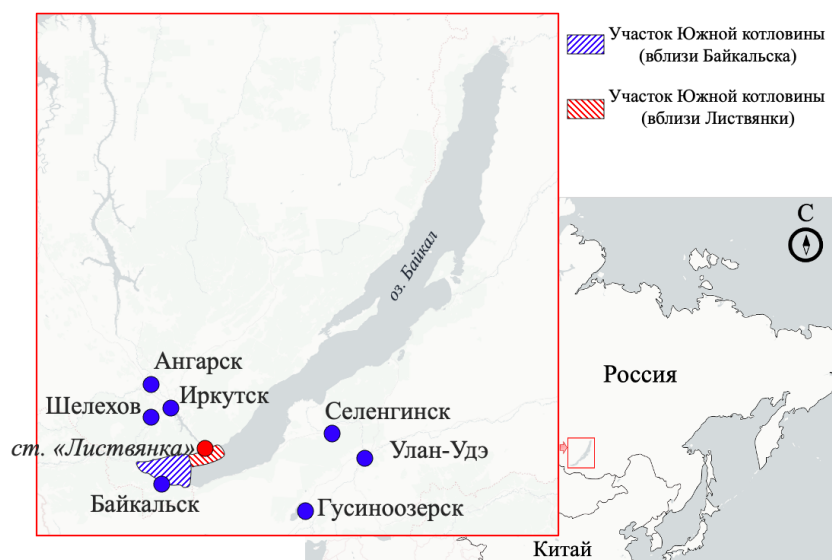 Участок Южной котловины
(вблизи Байкальска)
Участок Южной котловины
(вблизи Листвянки)
С
оз. Байкал
Россия
Ангарск
Иркутск
Шелехов
Селенгинск
ст. «Листвянка»
Улан-Удэ
Байкальск
Гусиноозерск
Китай